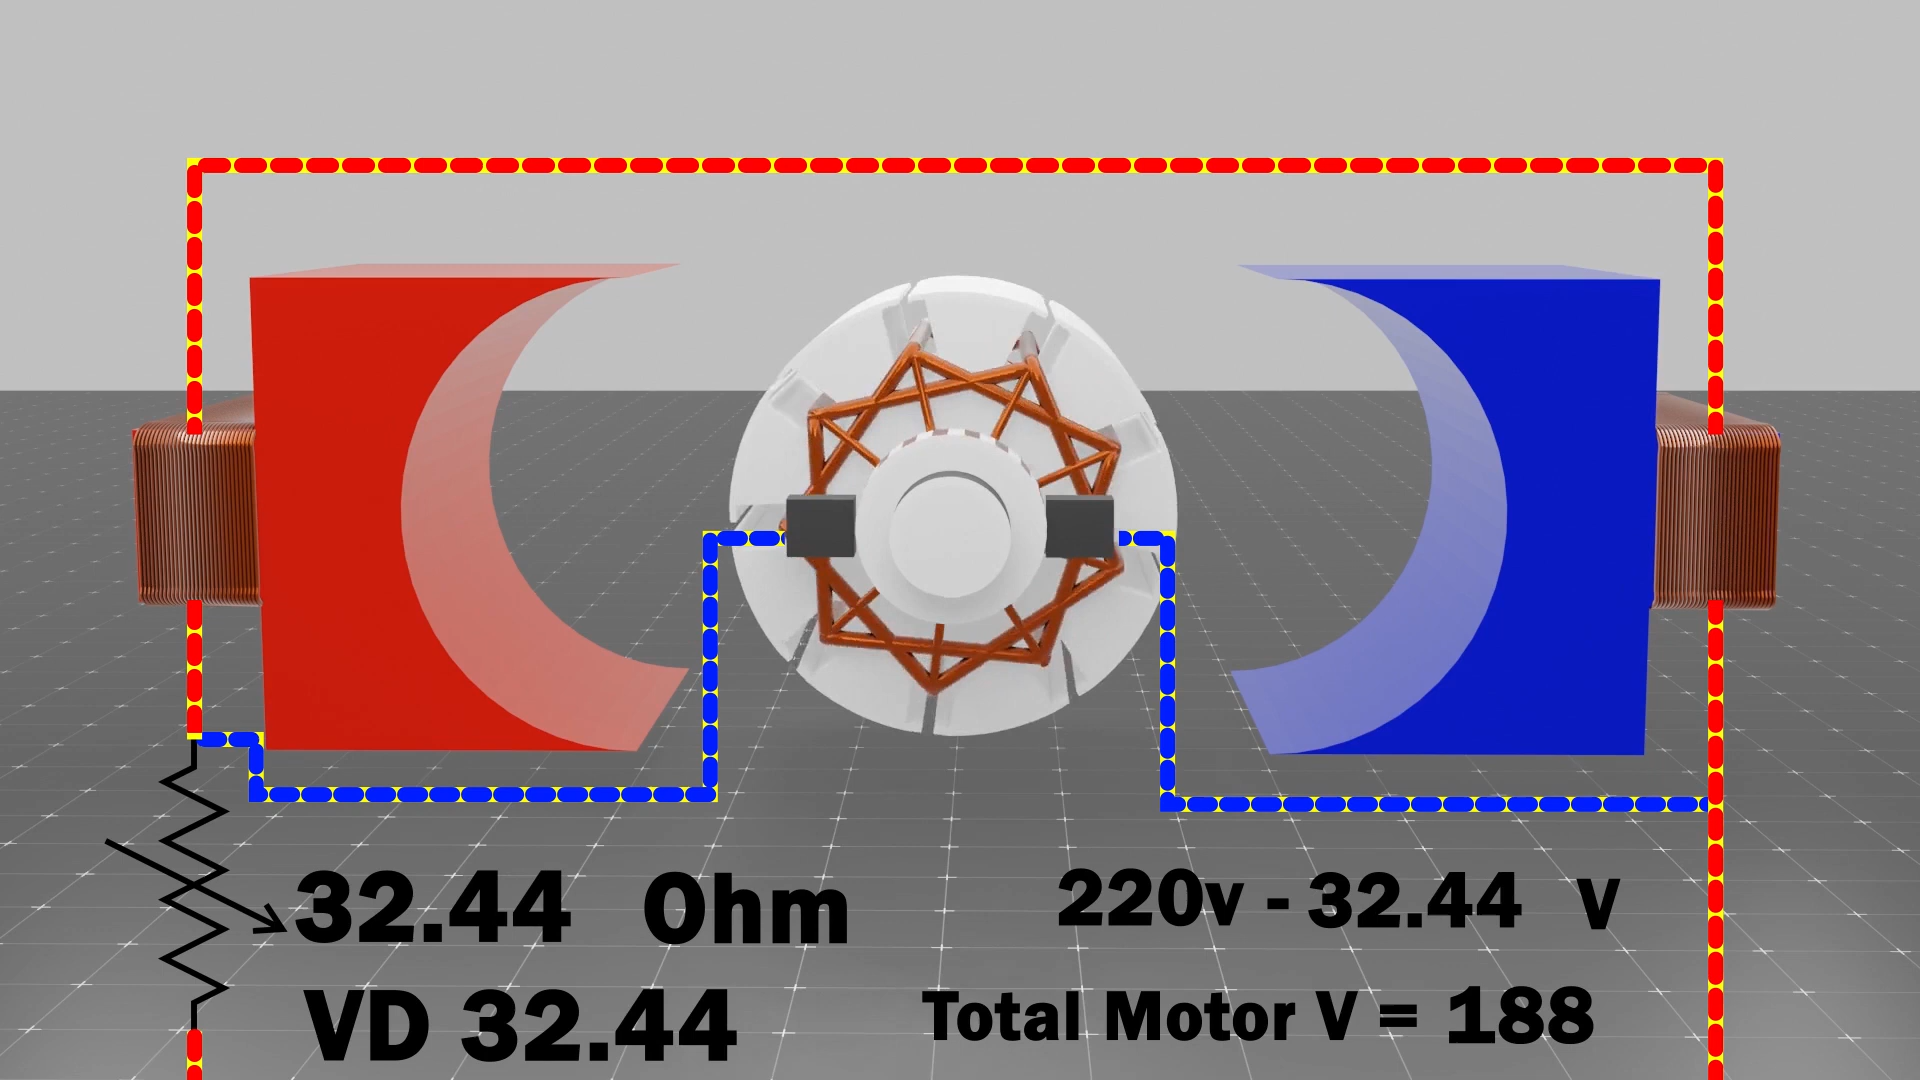 32.44 Ohm
220v - 32.44 V
VD 32.44
Total Motor V = 188